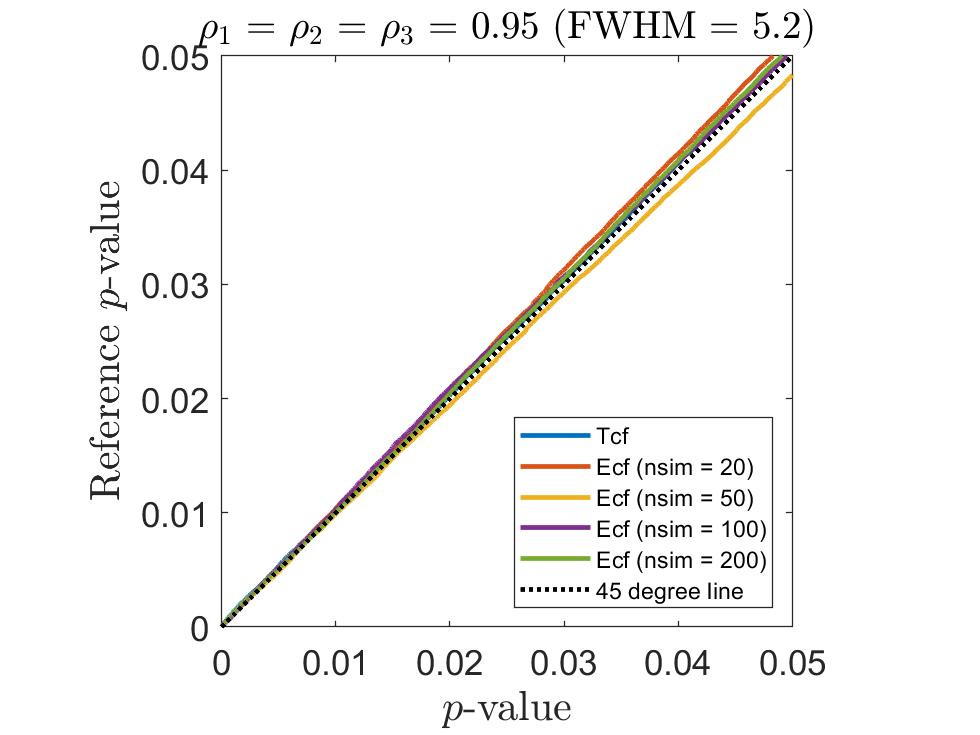 ρ₁ = ρ₂ = ρ₃ = 0.95 (FWHM = 5.2)
0.05
0.04
0.03
0.02
0.01
0
Reference p-value
Tcf
Ecf (nsim = 20)
Ecf (nsim = 50)
Ecf (nsim = 100)
Ecf (nsim = 200)
45 degree line
0 0.01 0.02 0.03 0.04 0.05
p-value